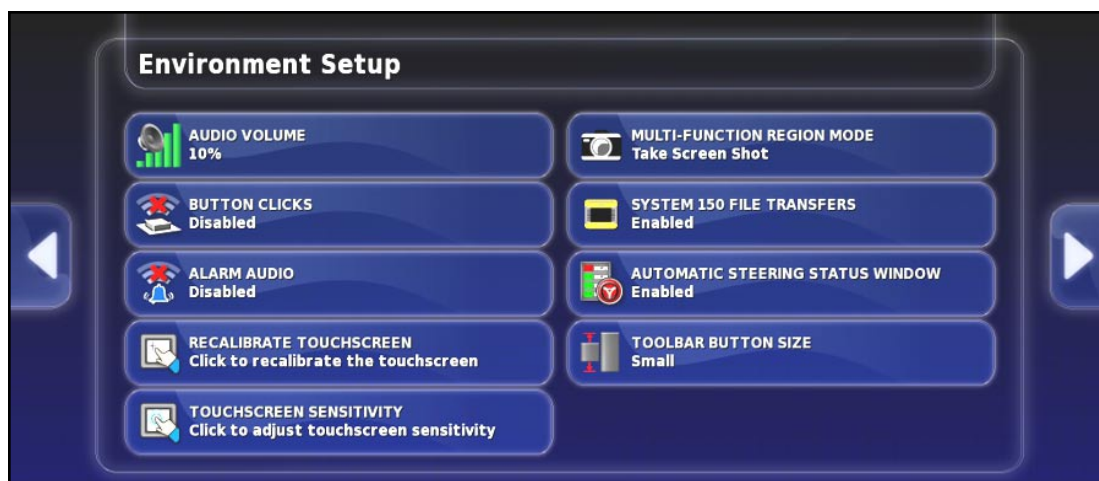 Environment Setup
AUDIO VOLUME
10%
BUTTON CLICKS
Disabled
ALARM AUDIO
Disabled
RECALIBRATE TOUCHSCREEN
Click to recalibrate the touchscreen
TOUCHSCREEN SENSITIVITY
Click to adjust touchscreen sensitivity
MULTI-FUNCTION REGION MODE
Take Screen Shot
SYSTEM 150 FILE TRANSFERS
Enabled
AUTOMATIC STEERING STATUS WINDOW
Enabled
TOOLBAR BUTTON SIZE
Small